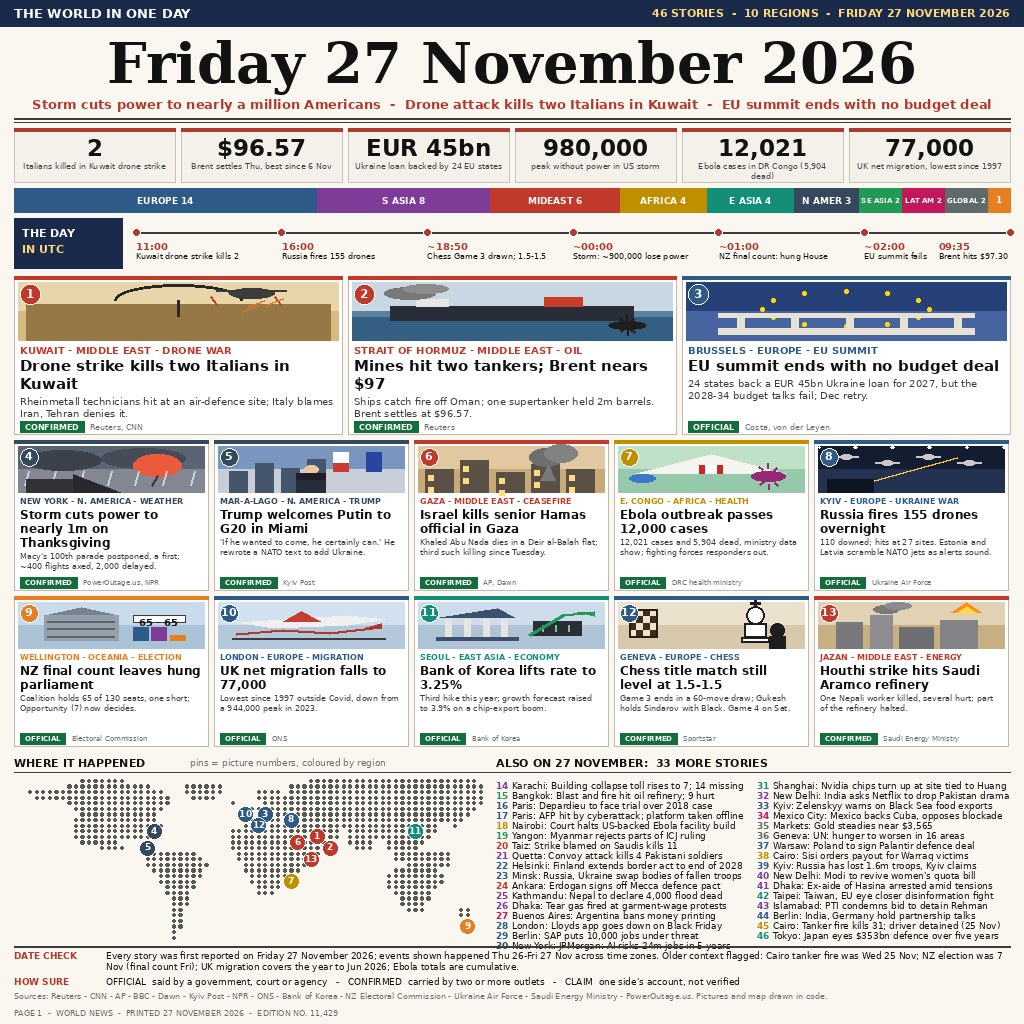 THE WORLD IN ONE DAY
46 STORIES - 10 REGIONS - FRIDAY 27 NOVEMBER 2026
Friday 27 November 2026
Storm cuts power to nearly a million Americans - Drone attack kills two Italians in Kuwait - EU summit ends with no budget deal
2
Italians killed in Kuwait drone strike
$96.57
Brent settles Thu, best since 6 Nov
EUR 45bn
Ukraine loan backed by 24 EU states
980,000
peak without power in US storm
12,021
Ebola cases in DR Congo (5,904
dead)
77,000
UK net migration, lowest since 1997
EUROPE 14
S ASIA 8
MIDEAST 6
AFRICA 4
E ASIA 4
N AMER 3
SE ASIA 2
LAT AM 2
GLOBAL 2
1
THE DAY
IN UTC
11:00
Kuwait drone strike kills 2
16:00
Russia fires 155 drones
~18:50
Chess Game 3 drawn; 1.5-1.5
~00:00
Storm: ~900,000 lose power
~01:00
NZ final count: hung House
~02:00
EU summit fails
09:35
Brent hits $97.30
1
KUWAIT - MIDDLE EAST - DRONE WAR
Drone strike kills two Italians in
Kuwait
Rheinmetall technicians hit at an air-defence site; Italy blames
Iran, Tehran denies it.
CONFIRMED Reuters, CNN
2
STRAIT OF HORMUZ - MIDDLE EAST - OIL
Mines hit two tankers; Brent nears
$97
Ships catch fire off Oman; one supertanker held 2m barrels.
Brent settles at $96.57.
CONFIRMED Reuters
3
BRUSSELS - EUROPE - EU SUMMIT
EU summit ends with no budget deal
24 states back a EUR 45bn Ukraine loan for 2027, but the
2028-34 budget talks fail; Dec retry.
OFFICIAL Costa, von der Leyen
4
NEW YORK - N. AMERICA - WEATHER
Storm cuts power to
nearly 1m on
Thanksgiving
Macy's 100th parade postponed, a first;
~400 flights axed, 2,000 delayed.
CONFIRMED PowerOutage.us, NPR
5
MAR-A-LAGO - N. AMERICA - TRUMP
Trump welcomes Putin to
G20 in Miami
'If he wanted to come, he certainly can.' He
rewrote a NATO text to add Ukraine.
CONFIRMED Kyiv Post
6
GAZA - MIDDLE EAST - CEASEFIRE
Israel kills senior Hamas
official in Gaza
Khaled Abu Nada dies in a Deir al-Balah flat;
third such killing since Tuesday.
CONFIRMED AP, Dawn
7
E. CONGO - AFRICA - HEALTH
Ebola outbreak passes
12,000 cases
12,021 cases and 5,904 dead, ministry data
show; fighting forces responders out.
OFFICIAL DRC health ministry
8
KYIV - EUROPE - UKRAINE WAR
Russia fires 155 drones
overnight
110 downed; hits at 27 sites. Estonia and
Latvia scramble NATO jets as alerts sound.
OFFICIAL Ukraine Air Force
9
65 - 65
WELLINGTON - OCEANIA - ELECTION
NZ final count leaves hung
parliament
Coalition holds 65 of 130 seats, one short;
Opportunity (7) now decides.
OFFICIAL Electoral Commission
10
LONDON - EUROPE - MIGRATION
UK net migration falls to
77,000
Lowest since 1997 outside Covid, down from
a 944,000 peak in 2023.
OFFICIAL ONS
11
SEOUL - EAST ASIA - ECONOMY
Bank of Korea lifts rate to
3.25%
Third hike this year; growth forecast raised
to 3.9% on a chip-export boom.
OFFICIAL Bank of Korea
12
GENEVA - EUROPE - CHESS
Chess title match still
level at 1.5-1.5
Game 3 ends in a 60-move draw; Gukesh
holds Sindarov with Black. Game 4 on Sat.
CONFIRMED Sportstar
13
JAZAN - MIDDLE EAST - ENERGY
Houthi strike hits Saudi
Aramco refinery
One Nepali worker killed, several hurt; part
of the refinery halted.
CONFIRMED Saudi Energy Ministry
WHERE IT HAPPENED
pins = picture numbers, coloured by region
10 3
12 8
4
5
6 1
2
13
11
7
9
ALSO ON 27 NOVEMBER: 33 MORE STORIES
14 Karachi: Building collapse toll rises to 7; 14 missing
15 Bangkok: Blast and fire hit oil refinery; 9 hurt
16 Paris: Depardieu to face trial over 2018 case
17 Paris: AFP hit by cyberattack; platform taken offline
18 Nairobi: Court halts US-backed Ebola facility build
19 Yangon: Myanmar rejects parts of ICJ ruling
20 Taiz: Strike blamed on Saudis kills 11
21 Quetta: Convoy attack kills 4 Pakistani soldiers
22 Helsinki: Finland extends border act to end of 2028
23 Minsk: Russia, Ukraine swap bodies of fallen troops
24 Ankara: Erdogan signs off Mecca defence pact
25 Kathmandu: Nepal to declare 4,000 flood dead
26 Dhaka: Tear gas fired at garment-wage protests
27 Buenos Aires: Argentina bans money printing
28 London: Lloyds app goes down on Black Friday
29 Berlin: SAP puts 10,000 jobs under threat
30 New York: JPMorgan: AI risks 24m jobs in 5 years
31 Shanghai: Nvidia chips turn up at site tied to Huang
32 New Delhi: India asks Netflix to drop Pakistan drama
33 Kyiv: Zelenskyy warns on Black Sea food exports
34 Mexico City: Mexico backs Cuba, opposes blockade
35 Markets: Gold steadies near $3,565
36 Geneva: UN: hunger to worsen in 16 areas
37 Warsaw: Poland to sign Palantir defence deal
38 Cairo: Sisi orders payout for Warraq victims
39 Kyiv: Russia has lost 1.6m troops, Kyiv claims
40 New Delhi: Modi to revive women's quota bill
41 Dhaka: Ex-aide of Hasina arrested amid tensions
42 Taipei: Taiwan, EU eye closer disinformation fight
43 Islamabad: PTI condemns bid to detain Rehman
44 Berlin: India, Germany hold partnership talks
45 Cairo: Tanker fire kills 31; driver detained (25 Nov)
46 Tokyo: Japan eyes $353bn defence over five years
DATE CHECK
Every story was first reported on Friday 27 November 2026; events shown happened Thu 26-Fri 27 Nov across time zones. Older context flagged: Cairo tanker fire was Wed 25 Nov; NZ election was 7
Nov (final count Fri); UK migration covers the year to Jun 2026; Ebola totals are cumulative.
HOW SURE
OFFICIAL said by a government, court or agency - CONFIRMED carried by two or more outlets - CLAIM one side's account, not verified
Sources: Reuters - CNN - AP - BBC - Dawn - Kyiv Post - NPR - ONS - Bank of Korea - NZ Electoral Commission - Ukraine Air Force - Saudi Energy Ministry - PowerOutage.us. Pictures and map drawn in code.
PAGE 1 - WORLD NEWS - PRINTED 27 NOVEMBER 2026 - EDITION NO. 11,429